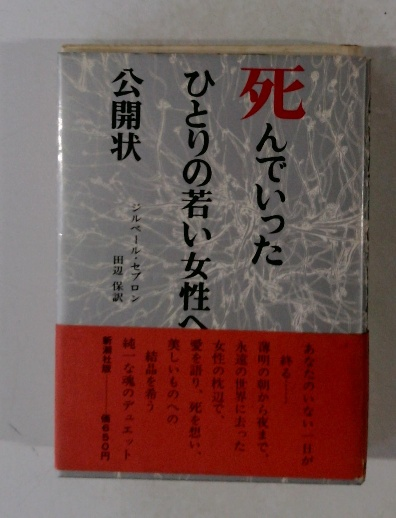 死んでいった
ひとりの若い女性へ
公開状
ジルベール・セブロン
田辺 保訳
あなたのいない一日が
終る――
薄明の朝から夜まで、
永遠の世界に去った
女性の枕辺で、
愛を語り、死を想い、
美しいものへの
結晶を希う
純一な魂のデュエット
新潮社版――価650円